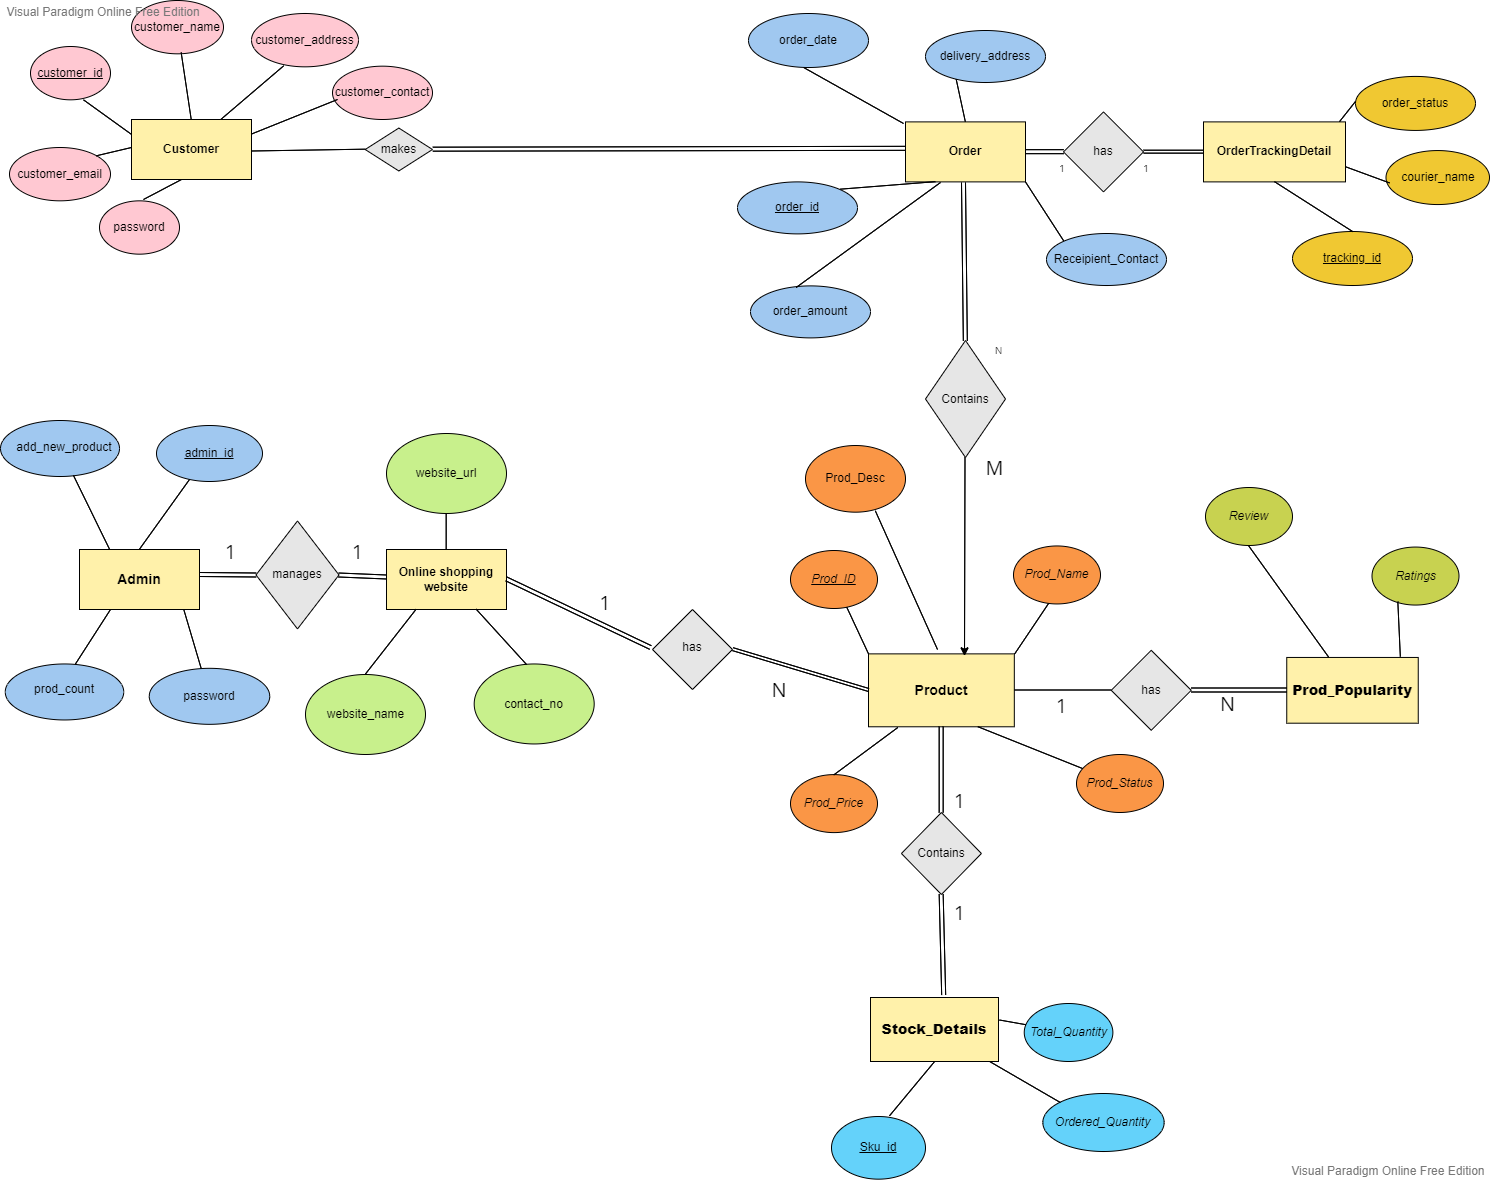 Visual Paradigm Online Free Edition
customer_name
customer_address
customer_id
customer_contact
Customer
makes
customer_email
password
order_date
delivery_address
Order
has
1
1
OrderTrackingDetail
order_status
courier_name
tracking_id
order_id
Receipient_Contact
order_amount
N
Contains
M
add_new_product
admin_id
website_url
Admin
1
manages
1
Online shopping
website
prod_count
password
website_name
contact_no
1
has
N
Prod_Desc
Prod_ID
Prod_Name
Product
1
has
N
Prod_Popularity
Review
Ratings
Prod_Price
Prod_Status
1
Contains
1
Stock_Details
Total_Quantity
Ordered_Quantity
Sku_id
Visual Paradigm Online Free Edition